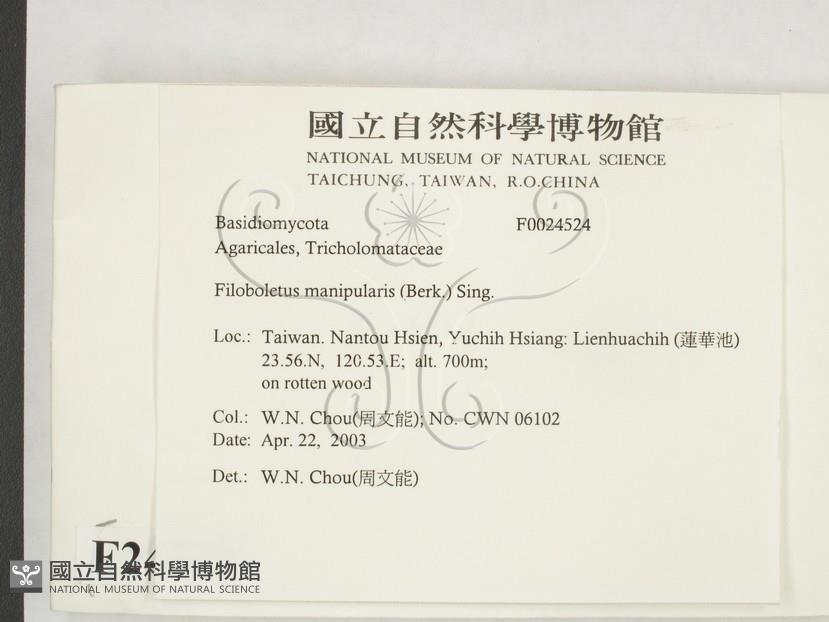 國立自然科學博物館
NATIONAL MUSEUM OF NATURAL SCIENCE
TAICHUNG, TAIWAN, R.O.CHINA
Basidiomycota F0024524
Agaricales, Tricholomataceae
Filoboletus manipularis (Berk.) Sing.
Loc.: Taiwan. Nantou Hsien, Yuchih Hsiang: Lienhuachih (蓮華池)
23.56.N, 120.53.E; alt. 700m;
on rotten wood
Col.: W.N. Chou(周文能); No. CWN 06102
Date: Apr. 22, 2003
Det.: W.N. Chou(周文能)
F24
國立自然科學博物館
NATIONAL MUSEUM OF NATURAL SCIENCE